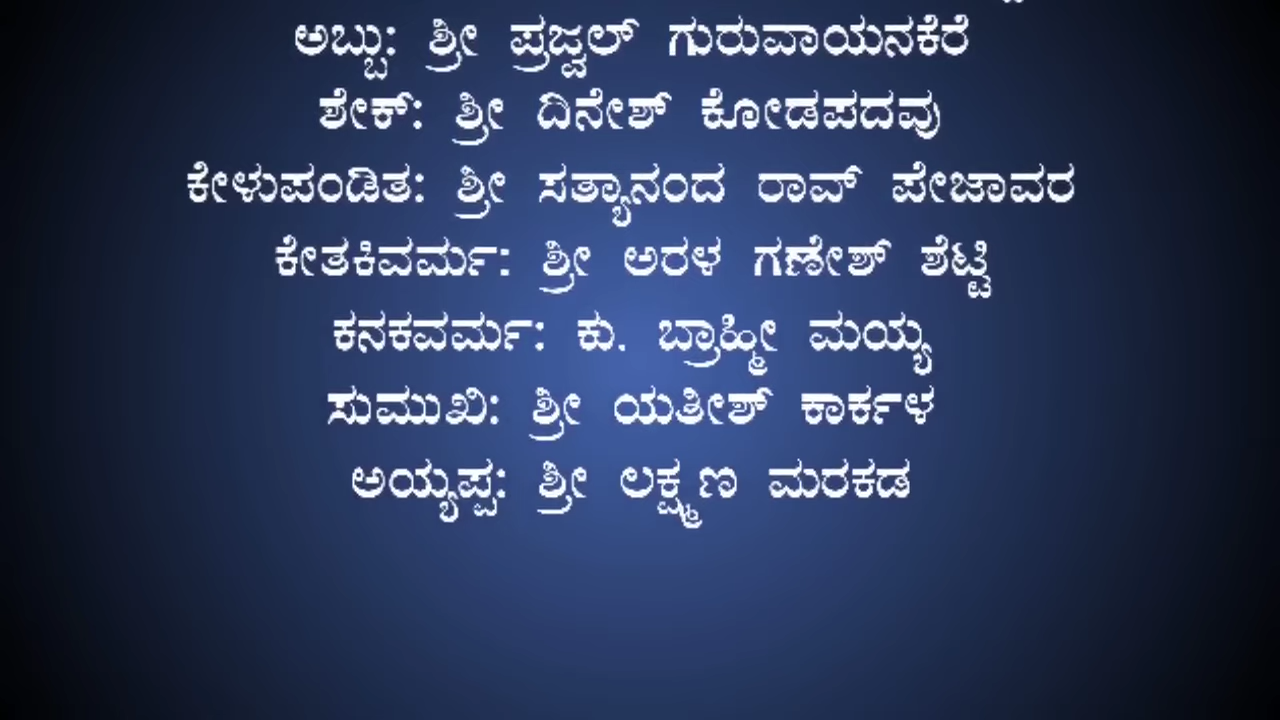 ಅಬ್ಬು: ಶ್ರೀ ಪ್ರಜ್ವಲ್ ಗುರುವಾಯನಕೆರೆ
ಶೇಕ್: ಶ್ರೀ ದಿನೇಶ್ ಕೋಡಪದವು
ಕೇಳುಪಂಡಿತ: ಶ್ರೀ ಸತ್ಯಾನಂದ ರಾವ್ ಪೇಜಾವರ
ಕೇತಕಿವರ್ಮ: ಶ್ರೀ ಅರಳ ಗಣೇಶ್ ಶೆಟ್ಟಿ
ಕನಕವರ್ಮ: ಕು. ಬ್ರಾಹ್ಮೀ ಮಯ್ಯ
ಸುಮುಖಿ: ಶ್ರೀ ಯತೀಶ್ ಕಾರ್ಕಳ
ಅಯ್ಯಪ್ಪ: ಶ್ರೀ ಲಕ್ಷ್ಮಣ ಮರಕಡ